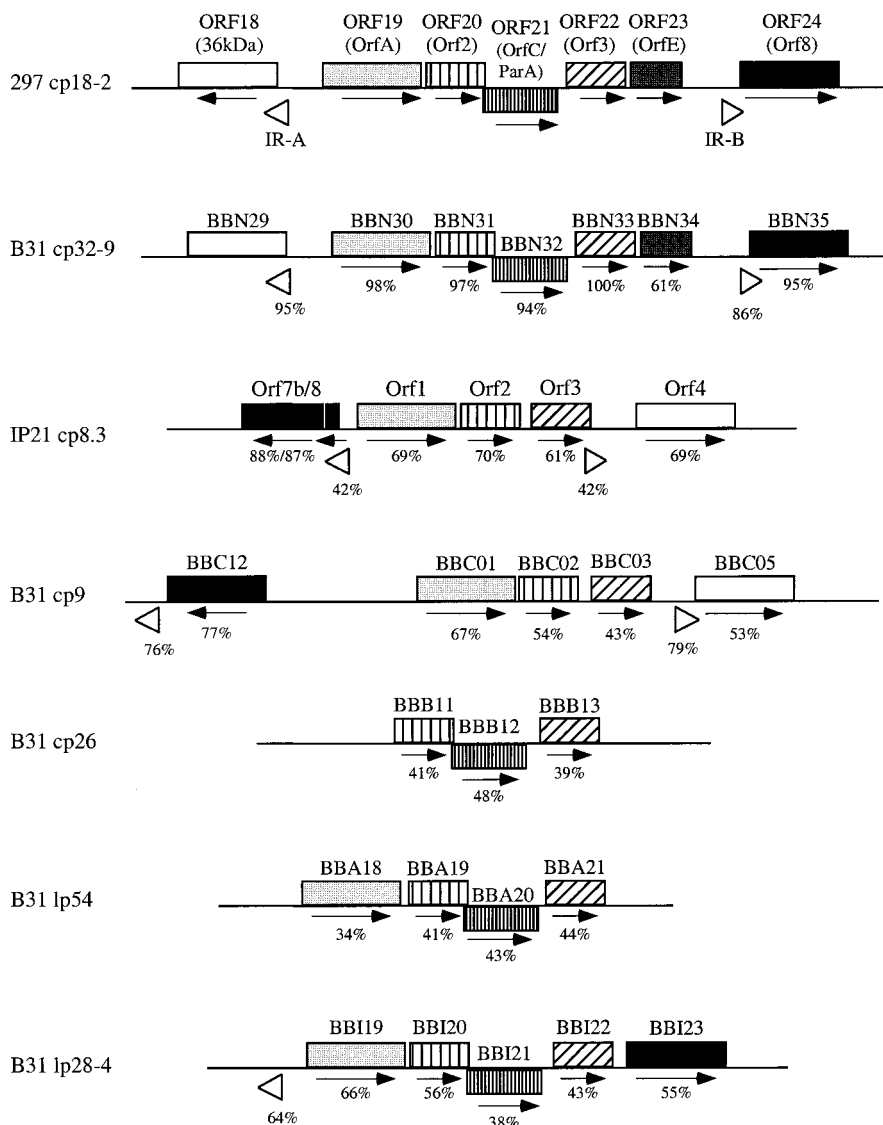 ORF18 ORF19 ORF20 ORF21 ORF22 ORF23 ORF24
(36kDa) (OrfA) (Orf2) (OrfC/ ParA) (Orf3) (OrfE) (Orf8)
297 cp18-2
IR-A IR-B
BBN29 BBN30 BBN31 BBN32 BBN33 BBN34 BBN35
B31 cp32-9
95% 98% 97% 94% 100% 61% 86% 95%
Orf7b/8 Orf1 Orf2 Orf3 Orf4
IP21 cp8.3
88%/87% 42% 69% 70% 61% 42% 69%
BBC12 BBC01 BBC02 BBC03 BBC05
B31 cp9
76% 77% 67% 54% 43% 79% 53%
BBB11 BBB12 BBB13
B31 cp26
41% 48% 39%
BBA18 BBA19 BBA20 BBA21
B31 lp54
34% 41% 43% 44%
BBI19 BBI20 BBI21 BBI22 BBI23
B31 lp28-4
64% 66% 56% 38% 43% 55%